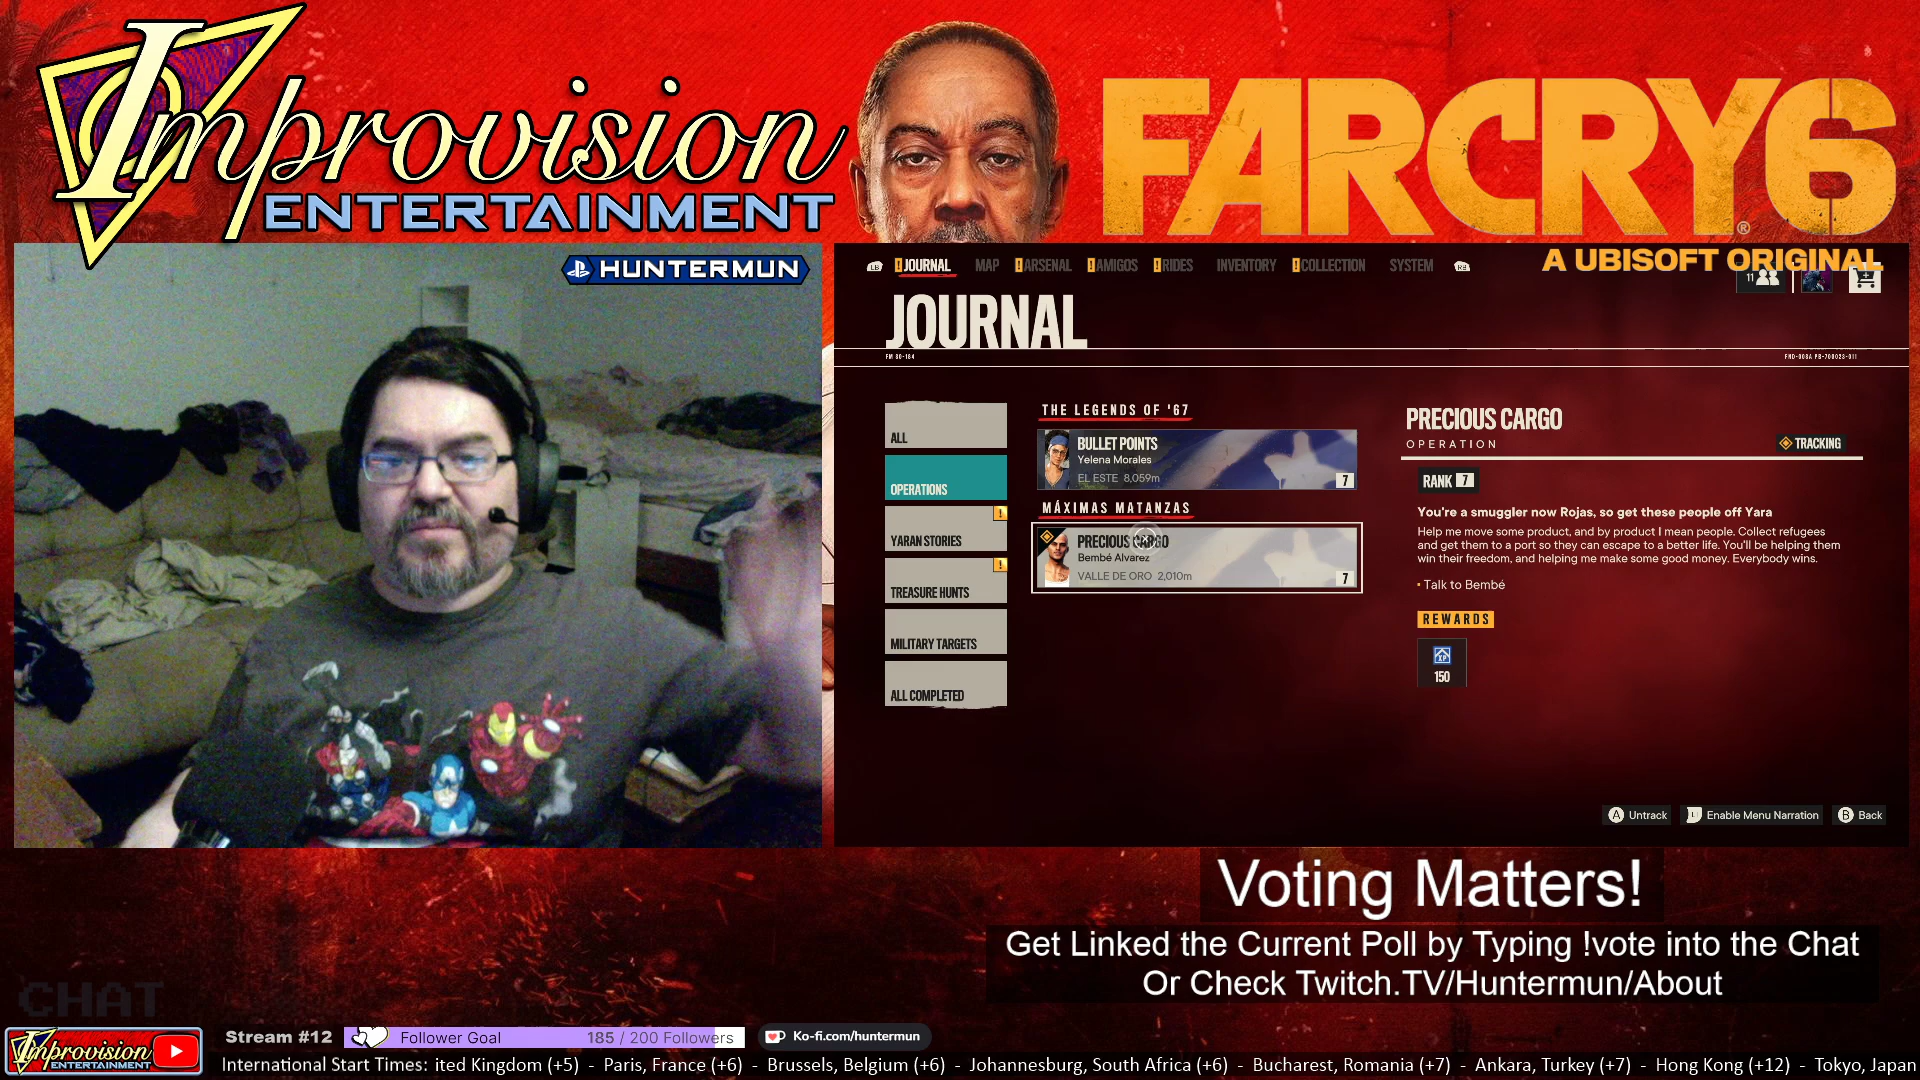 Improvision
ENTERTAINMENT
FARCRY6
®
A UBISOFT ORIGINAL
HUNTERMUN
LB
! JOURNAL
MAP
! ARSENAL
! AMIGOS
! RIDES
INVENTORY
! COLLECTION
SYSTEM
RB
11
JOURNAL
ALL
OPERATIONS
!
YARAN STORIES
!
TREASURE HUNTS
MILITARY TARGETS
ALL COMPLETED
THE LEGENDS OF '67
BULLET POINTS
Yelena Morales
EL ESTE 8,059m
7
MÁXIMAS MATANZAS
PRECIOUS CARGO
Bembé Alvarez
VALLE DE ORO 2,010m
7
PRECIOUS CARGO
OPERATION
TRACKING
RANK 7
You're a smuggler now Rojas, so get these people off Yara
Help me move some product, and by product I mean people. Collect refugees
and get them to a port so they can escape to a better life. You'll be helping them
win their freedom, and helping me make some good money. Everybody wins.
Talk to Bembé
REWARDS
XP
150
A Untrack
L Enable Menu Narration
B Back
Voting Matters!
Get Linked the Current Poll by Typing !vote into the Chat
Or Check Twitch.TV/Huntermun/About
CHAT
Improvision
ENTERTAINMENT
Stream #12
Follower Goal
185 / 200 Followers
Ko-fi.com/huntermun
International Start Times: ited Kingdom (+5) - Paris, France (+6) - Brussels, Belgium (+6) - Johannesburg, South Africa (+6) - Bucharest, Romania (+7) - Ankara, Turkey (+7) - Hong Kong (+12) - Tokyo, Japan